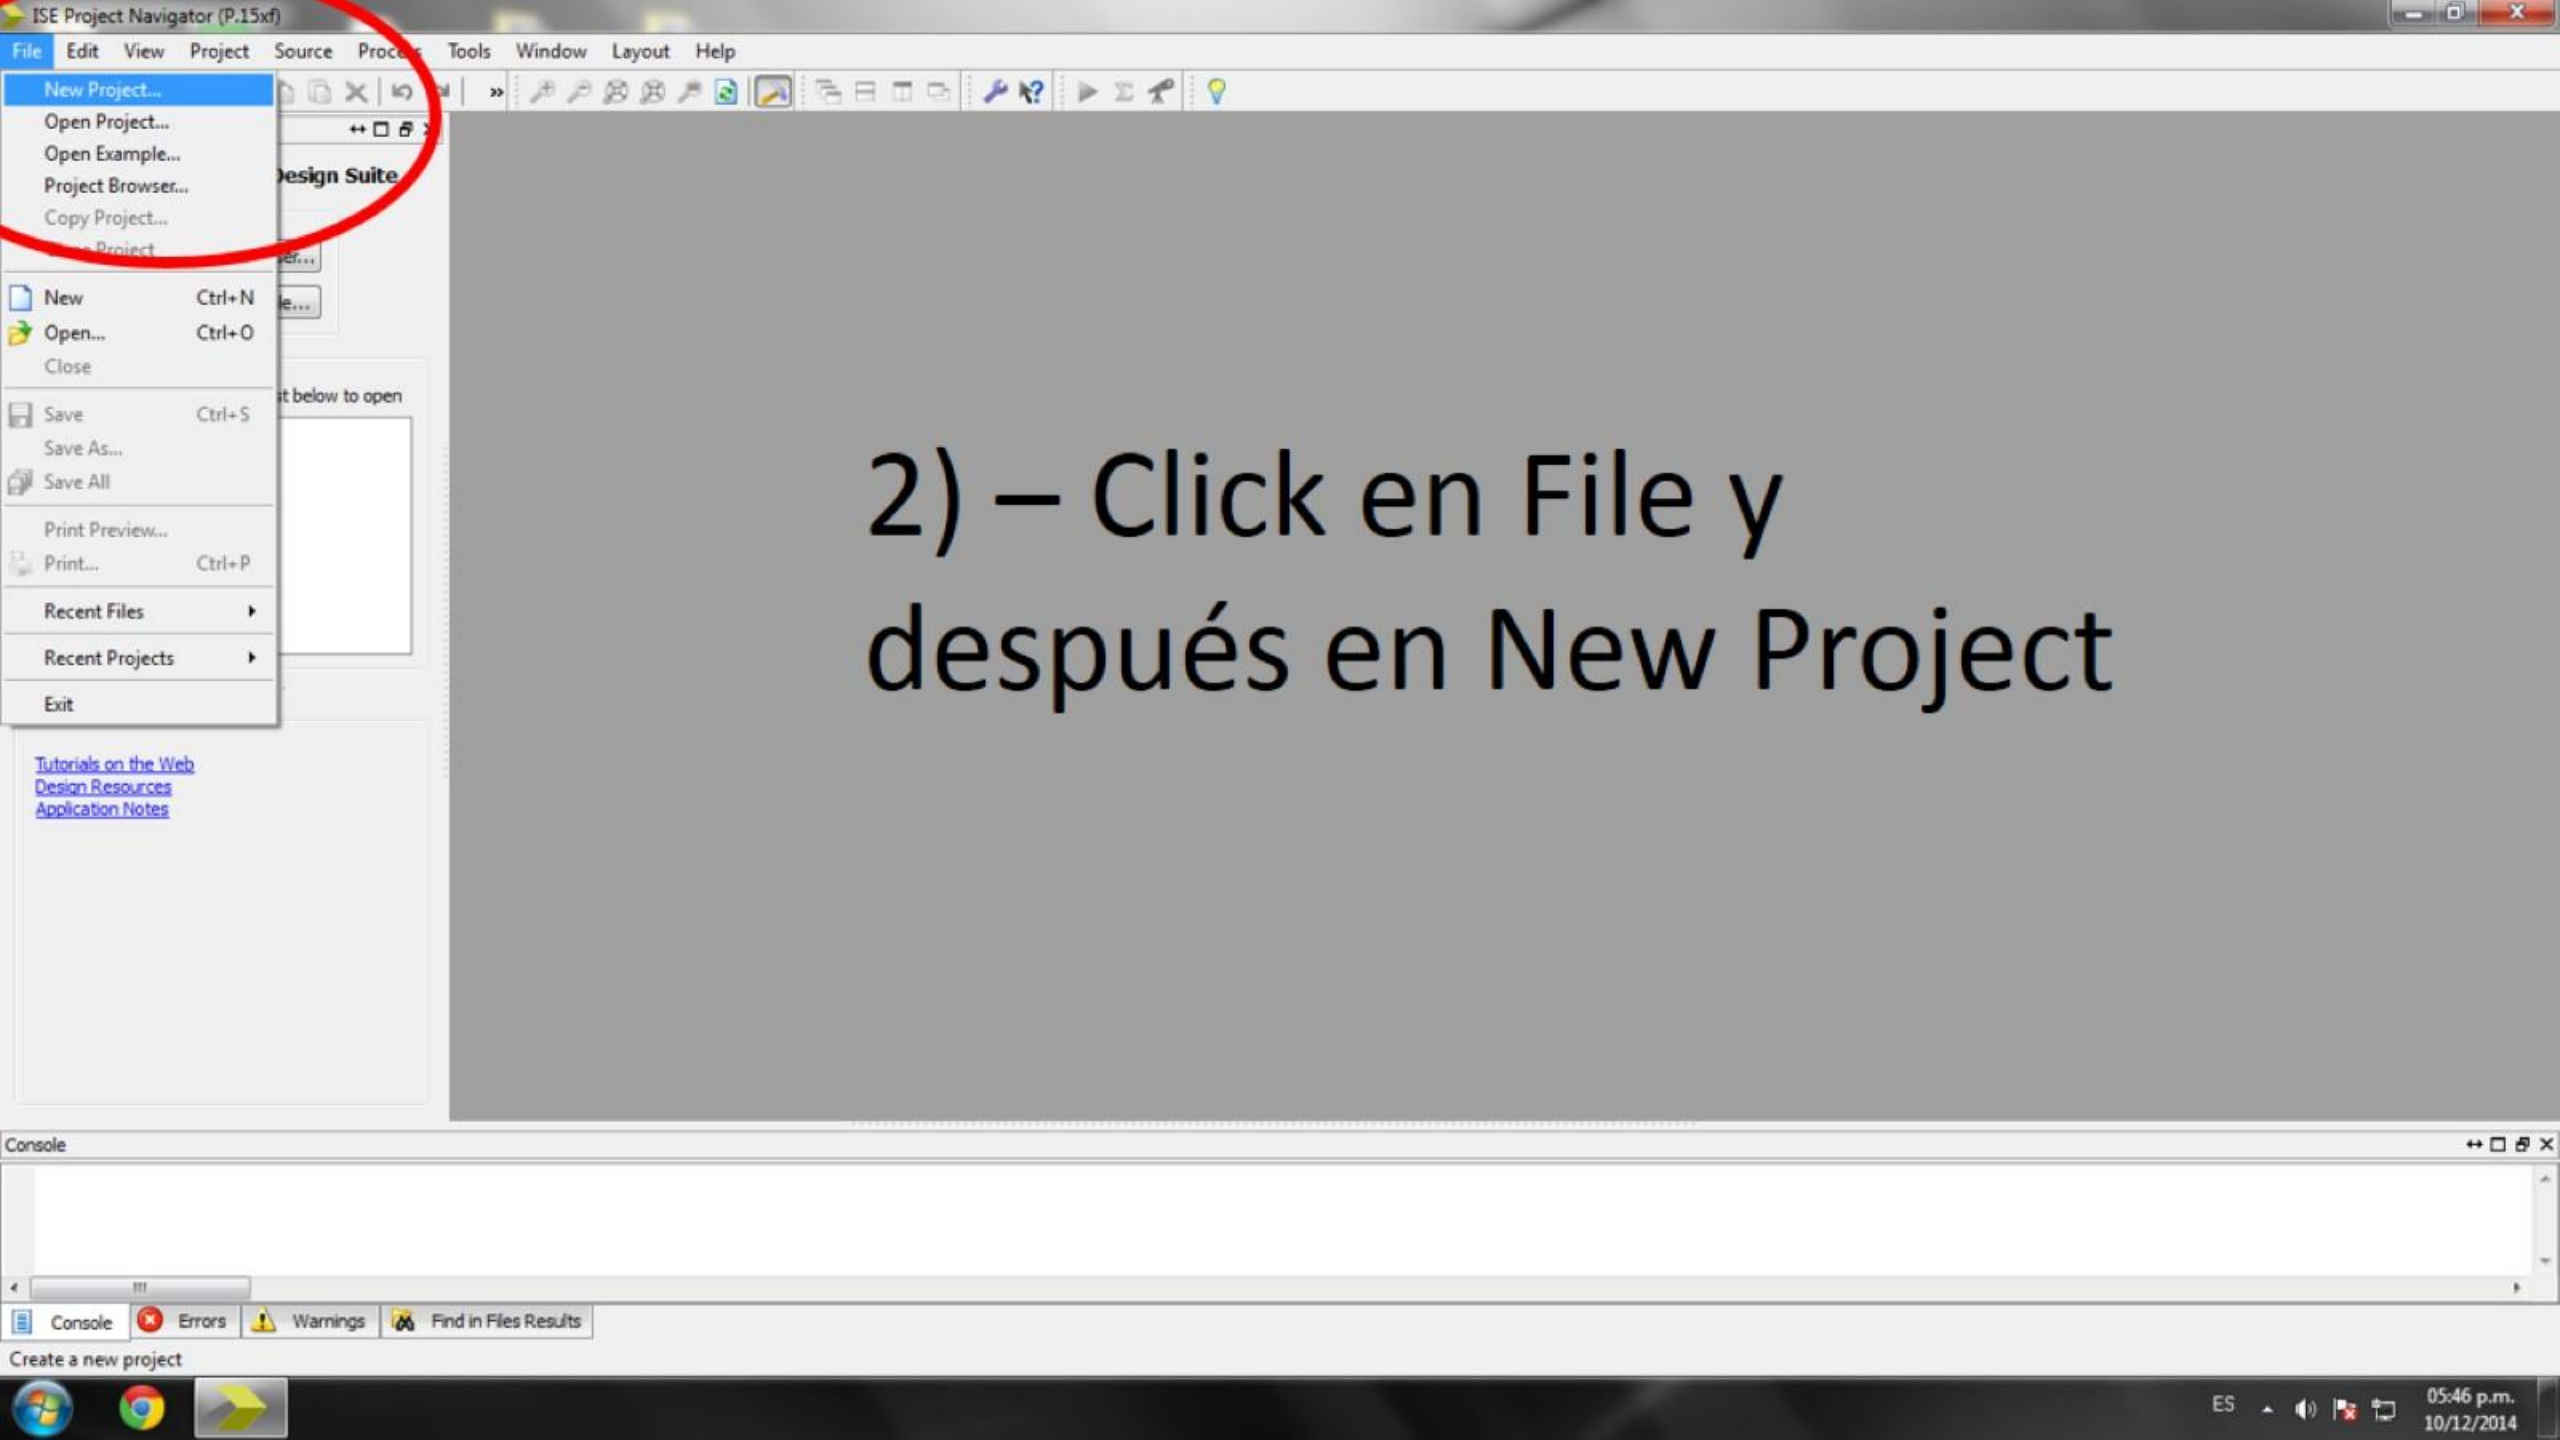 ISE Project Navigator (P.15xf)
File Edit View Project Source Tools Window Layout Help
New Project...
Open Project...
Open Example...
Project Browser...
Design Suite
Copy Project...
Project
New Ctrl+N
Open... Ctrl+O
Close
below to open
Save Ctrl+S
Save As...
Save All
Print Preview...
Print... Ctrl+P
Recent Files
Recent Projects
Exit
2) – Click en File y
después en New Project
Tutorials on the Web
Design Resources
Application Notes
Console
Console Errors Warnings Find in Files Results
Create a new project
ES
05:46 p.m.
10/12/2014